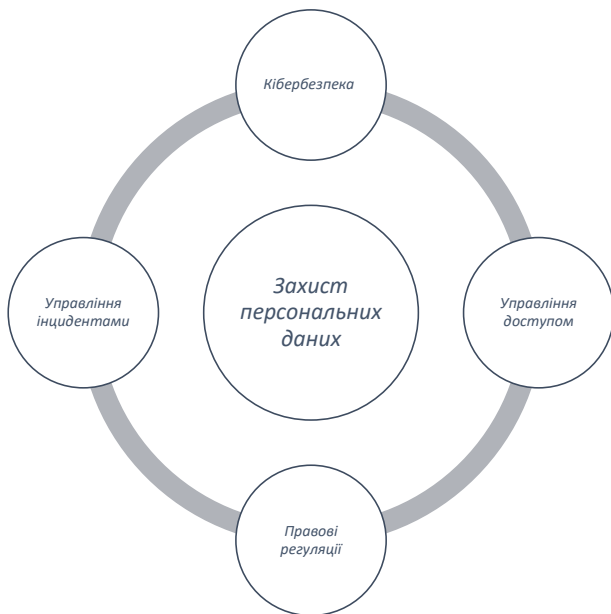 Кібербезпека
Управління
інцидентами
Захист
персональних
даних
Управління
доступом
Правові
регуляції